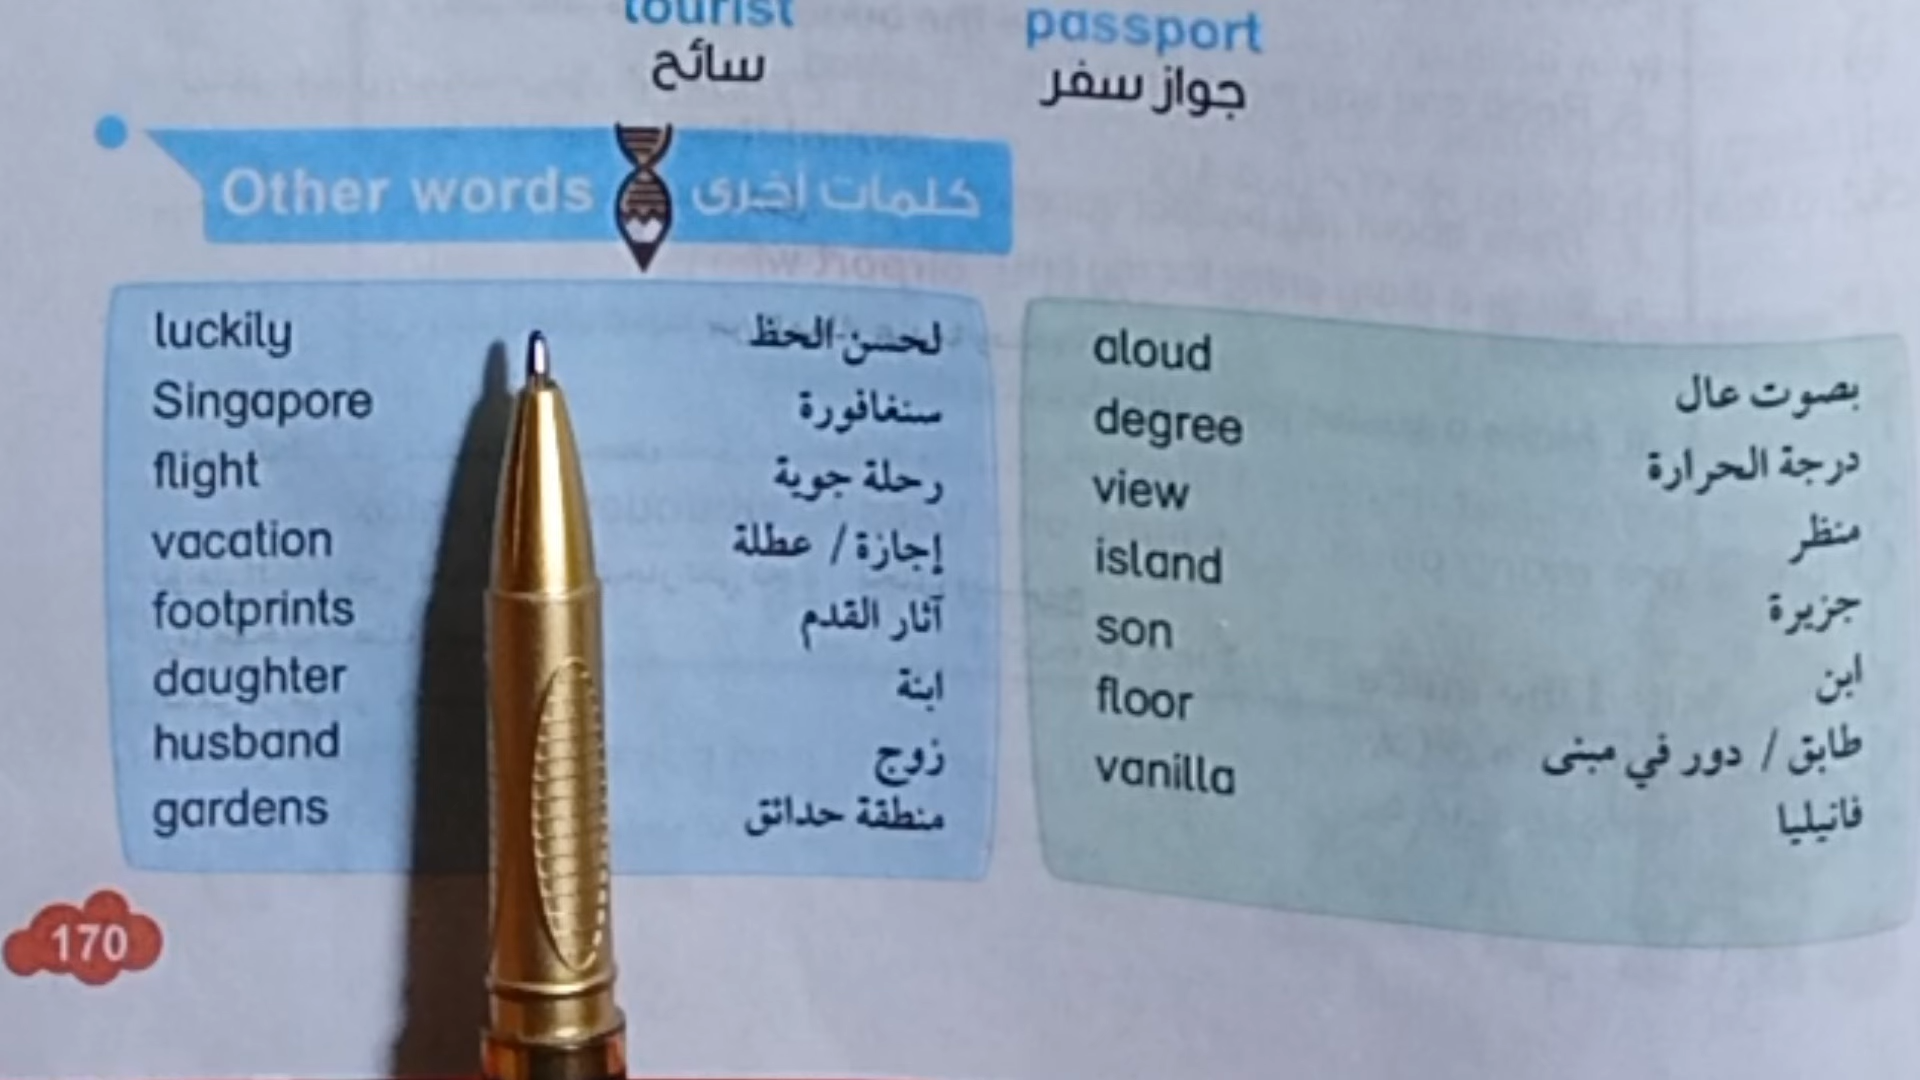 tourist
سائح
passport
جواز سفر
Other words كلمات أخرى
luckily لحسن الحظ
Singapore سنغافورة
flight رحلة جوية
vacation إجازة / عطلة
footprints آثار القدم
daughter ابنة
husband زوج
gardens منطقة حدائق
aloud بصوت عال
degree درجة الحرارة
view منظر
island جزيرة
son ابن
floor طابق / دور في مبنى
vanilla فانيليا
170